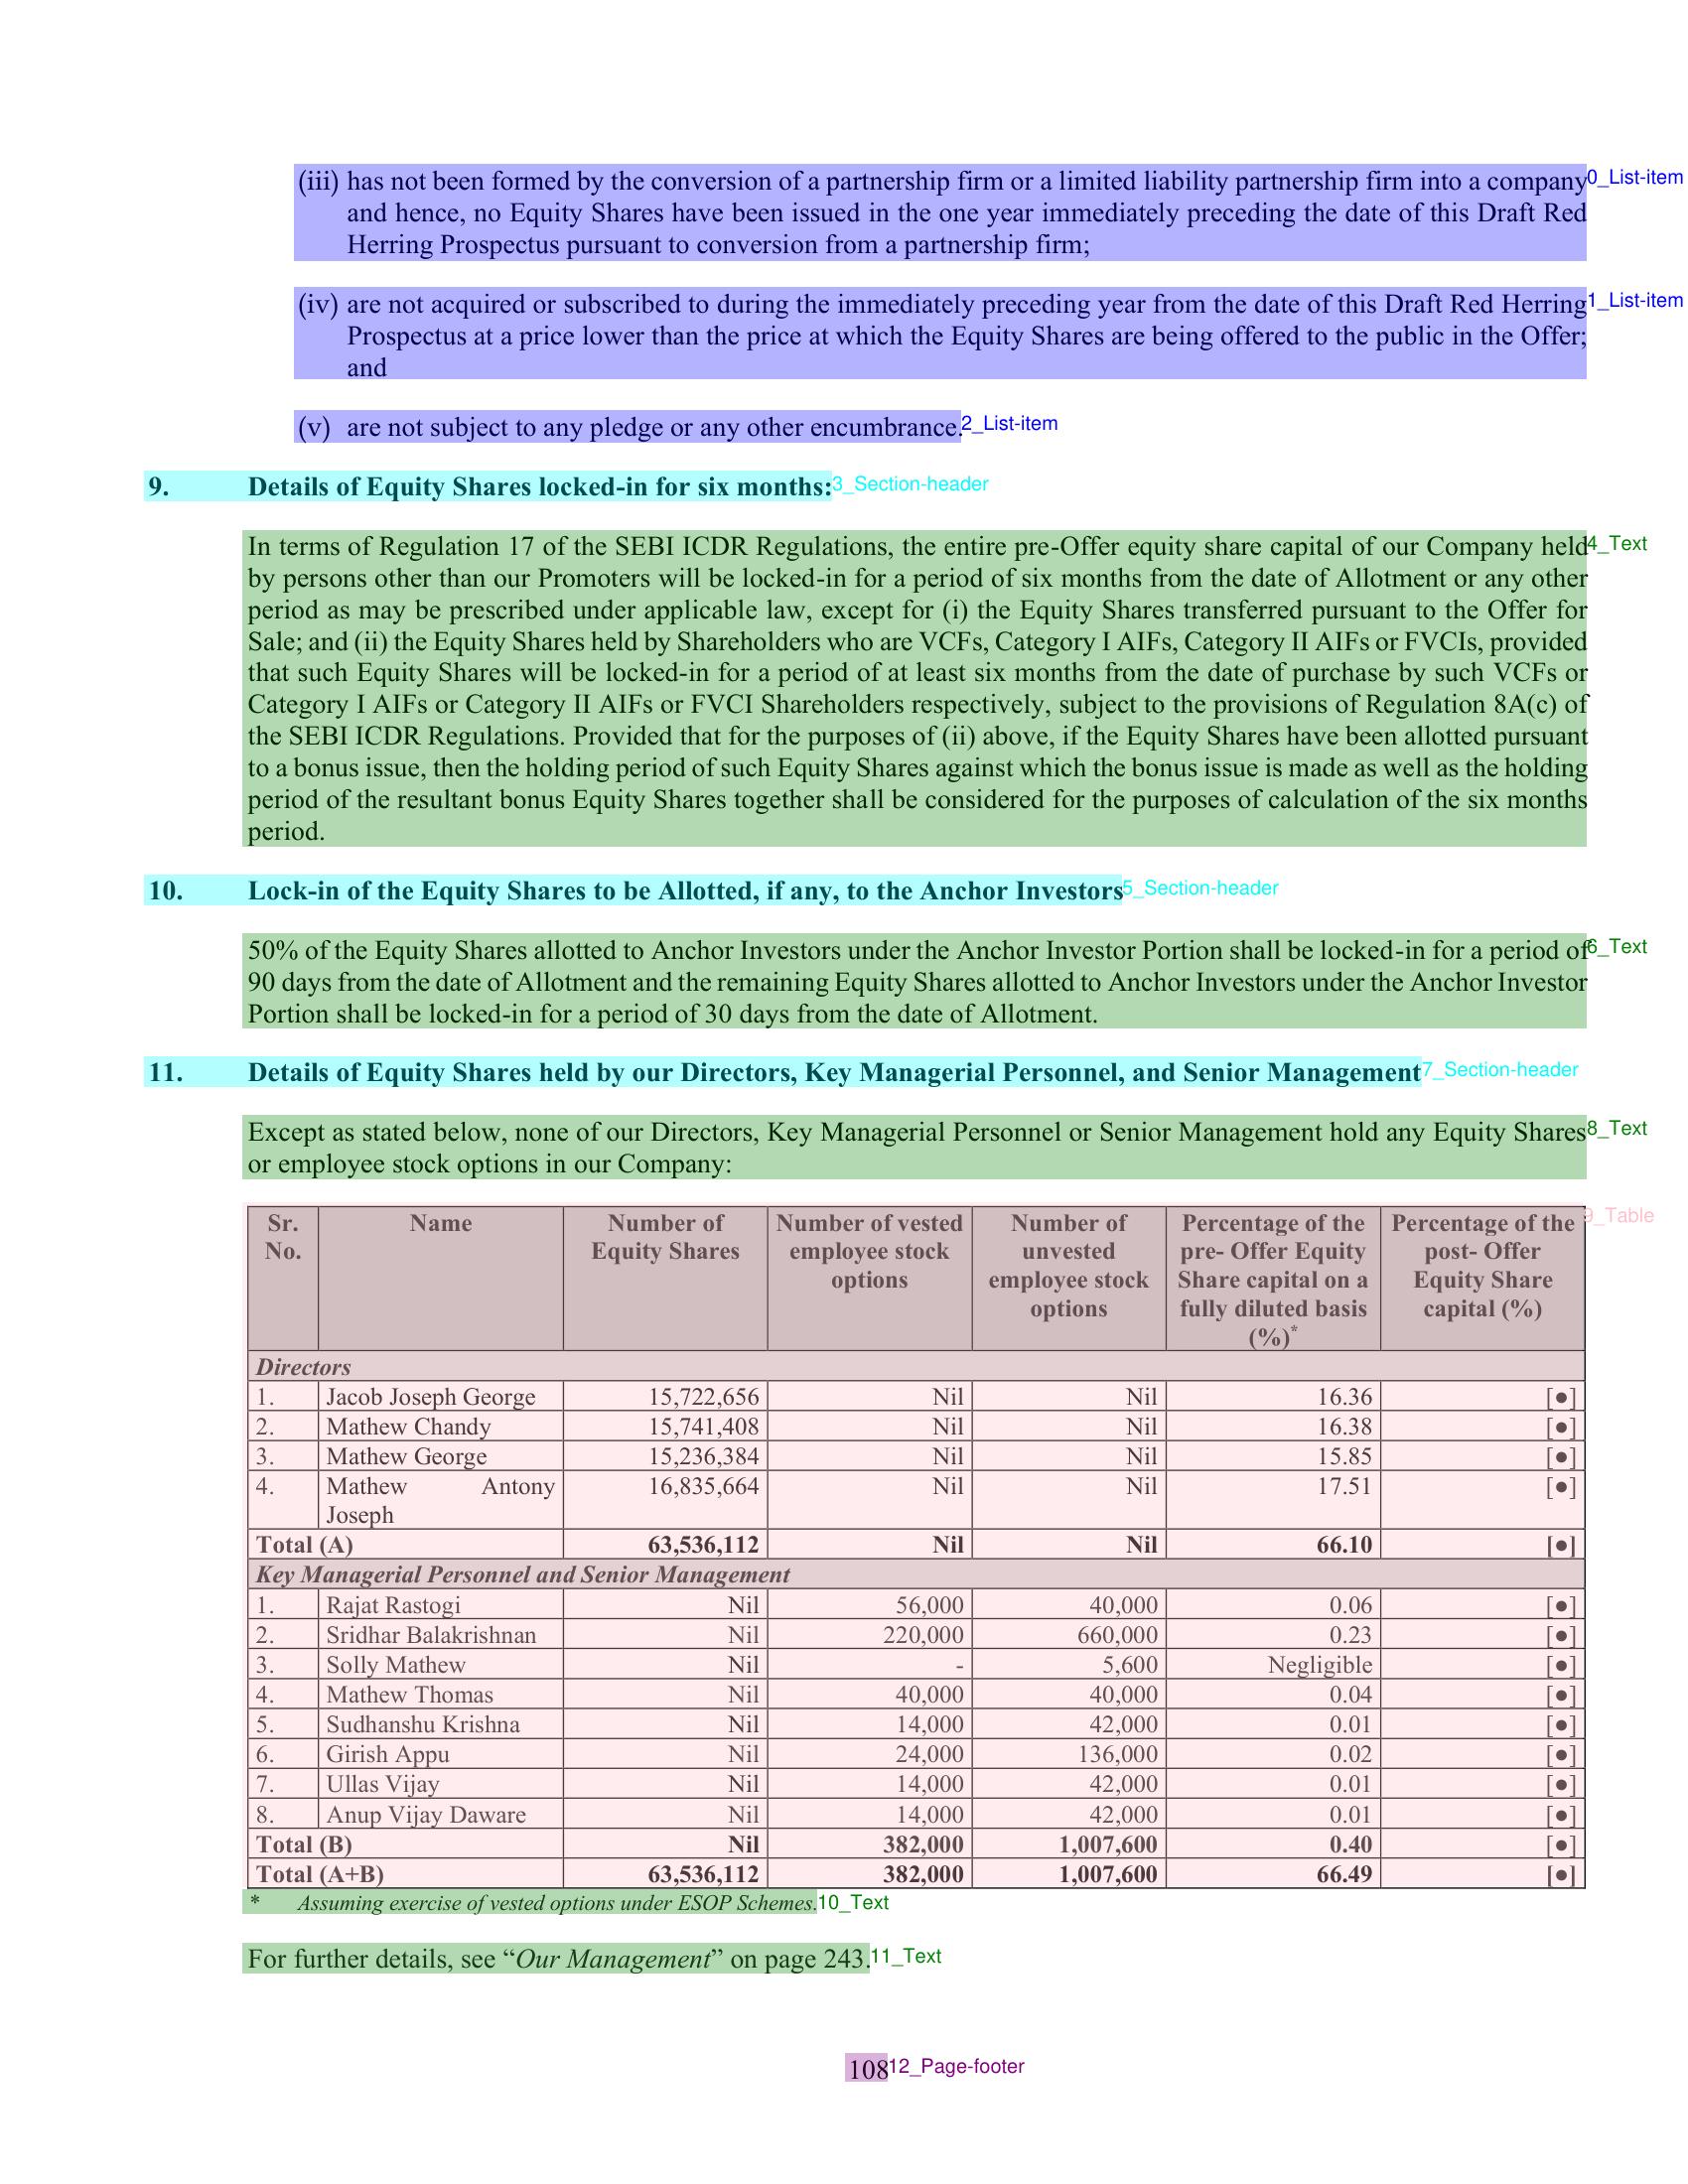 (iii) has not been formed by the conversion of a partnership firm or a limited liability partnership firm into a company 0_List-item
and hence, no Equity Shares have been issued in the one year immediately preceding the date of this Draft Red
Herring Prospectus pursuant to conversion from a partnership firm;
(iv) are not acquired or subscribed to during the immediately preceding year from the date of this Draft Red Herring 1_List-item
Prospectus at a price lower than the price at which the Equity Shares are being offered to the public in the Offer;
and
(v) are not subject to any pledge or any other encumbrance. 2_List-item
9. Details of Equity Shares locked-in for six months: 3_Section-header
In terms of Regulation 17 of the SEBI ICDR Regulations, the entire pre-Offer equity share capital of our Company held 4_Text
by persons other than our Promoters will be locked-in for a period of six months from the date of Allotment or any other
period as may be prescribed under applicable law, except for (i) the Equity Shares transferred pursuant to the Offer for
Sale; and (ii) the Equity Shares held by Shareholders who are VCFs, Category I AIFs, Category II AIFs or FVCIs, provided
that such Equity Shares will be locked-in for a period of at least six months from the date of purchase by such VCFs or
Category I AIFs or Category II AIFs or FVCI Shareholders respectively, subject to the provisions of Regulation 8A(c) of
the SEBI ICDR Regulations. Provided that for the purposes of (ii) above, if the Equity Shares have been allotted pursuant
to a bonus issue, then the holding period of such Equity Shares against which the bonus issue is made as well as the holding
period of the resultant bonus Equity Shares together shall be considered for the purposes of calculation of the six months
period.
10. Lock-in of the Equity Shares to be Allotted, if any, to the Anchor Investors 5_Section-header
50% of the Equity Shares allotted to Anchor Investors under the Anchor Investor Portion shall be locked-in for a period of 6_Text
90 days from the date of Allotment and the remaining Equity Shares allotted to Anchor Investors under the Anchor Investor
Portion shall be locked-in for a period of 30 days from the date of Allotment.
11. Details of Equity Shares held by our Directors, Key Managerial Personnel, and Senior Management 7_Section-header
Except as stated below, none of our Directors, Key Managerial Personnel or Senior Management hold any Equity Shares 8_Text
or employee stock options in our Company:
Sr. Name Number of Number of vested Number of Percentage of the Percentage of the 9_Table
No. Equity Shares employee stock unvested pre- Offer Equity post- Offer
options employee stock Share capital on a Equity Share
options fully diluted basis capital (%)
(%)*
Directors
1. Jacob Joseph George 15,722,656 Nil Nil 16.36 [●]
2. Mathew Chandy 15,741,408 Nil Nil 16.38 [●]
3. Mathew George 15,236,384 Nil Nil 15.85 [●]
4. Mathew Antony 16,835,664 Nil Nil 17.51 [●]
Joseph
Total (A) 63,536,112 Nil Nil 66.10 [●]
Key Managerial Personnel and Senior Management
1. Rajat Rastogi Nil 56,000 40,000 0.06 [●]
2. Sridhar Balakrishnan Nil 220,000 660,000 0.23 [●]
3. Solly Mathew Nil - 5,600 Negligible [●]
4. Mathew Thomas Nil 40,000 40,000 0.04 [●]
5. Sudhanshu Krishna Nil 14,000 42,000 0.01 [●]
6. Girish Appu Nil 24,000 136,000 0.02 [●]
7. Ullas Vijay Nil 14,000 42,000 0.01 [●]
8. Anup Vijay Daware Nil 14,000 42,000 0.01 [●]
Total (B) Nil 382,000 1,007,600 0.40 [●]
Total (A+B) 63,536,112 382,000 1,007,600 66.49 [●]
* Assuming exercise of vested options under ESOP Schemes. 10_Text
For further details, see “Our Management” on page 243. 11_Text
108 12_Page-footer